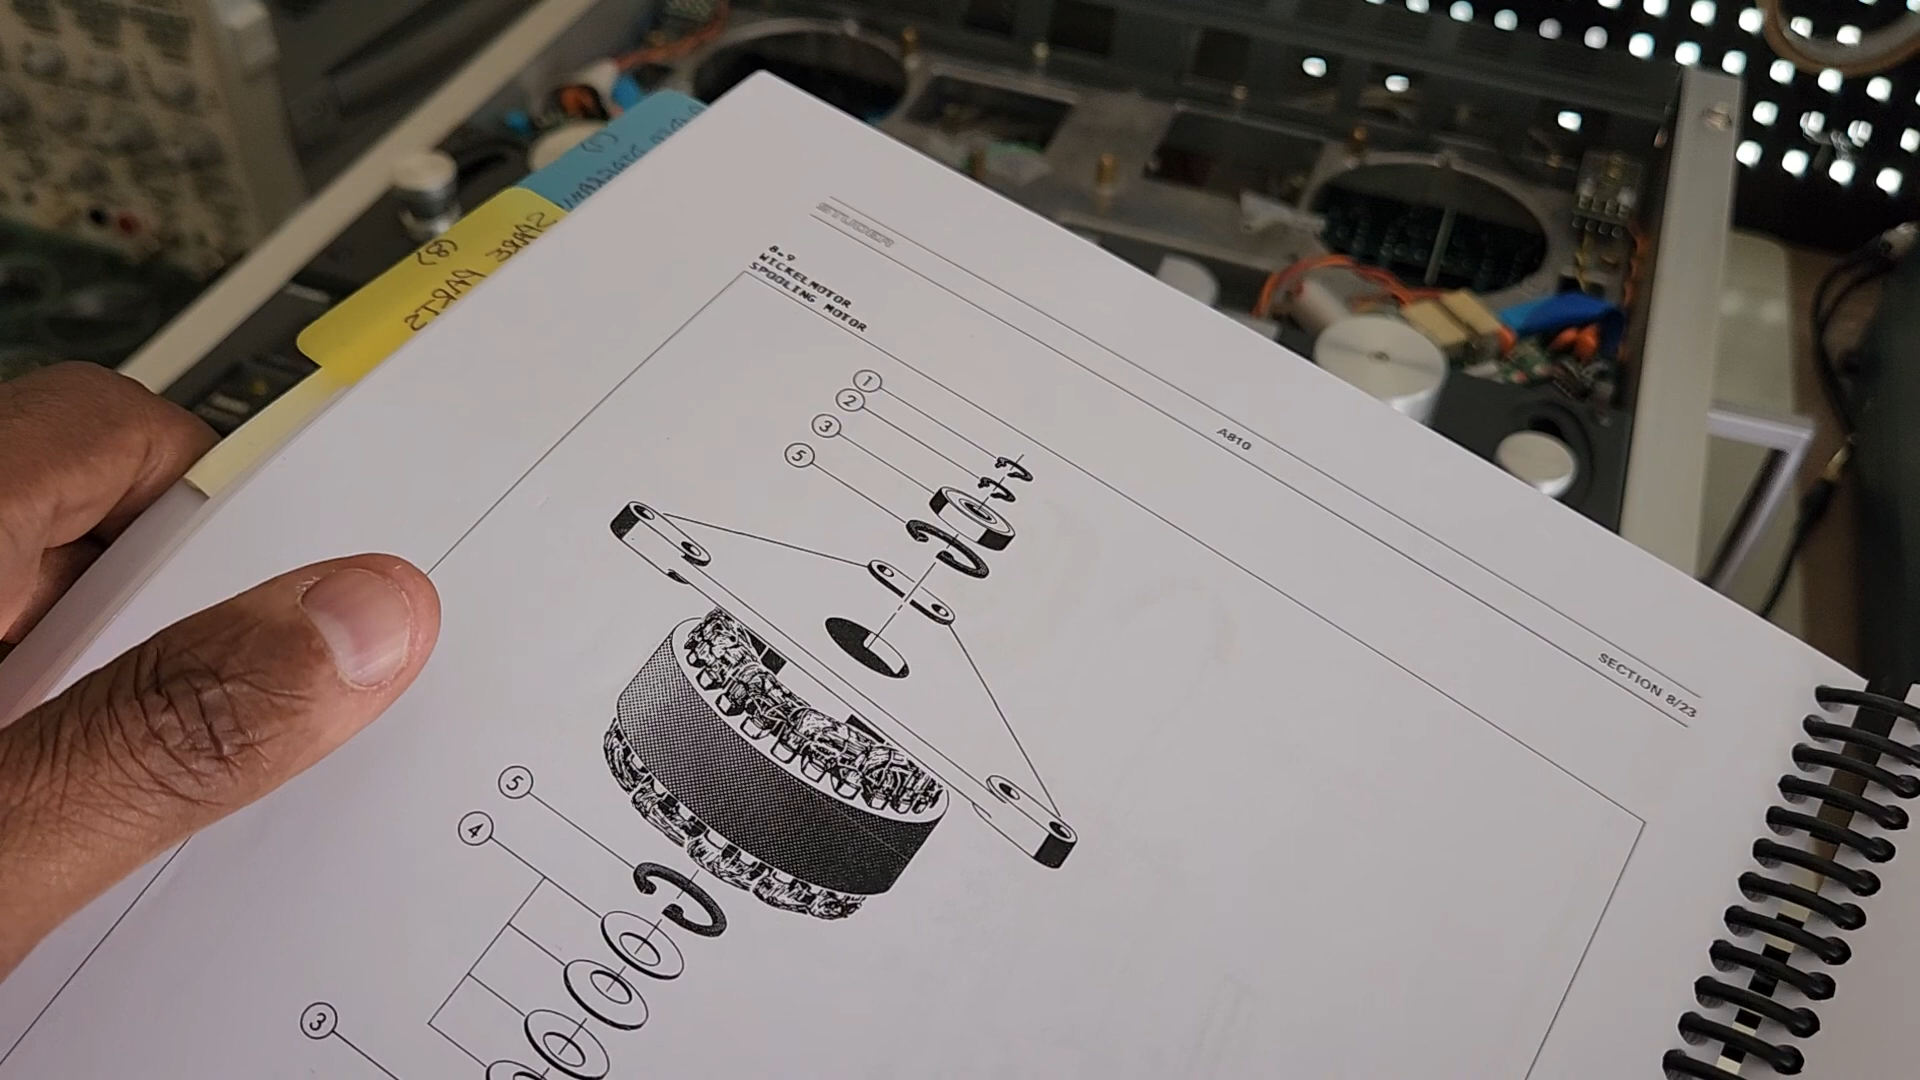 STUDER
A810
SECTION 8/23
8-9
WICKELMOTOR
SPOOLING MOTOR
1
2
3
5
5
4
3
SPARE PARTS
(8)
(1)